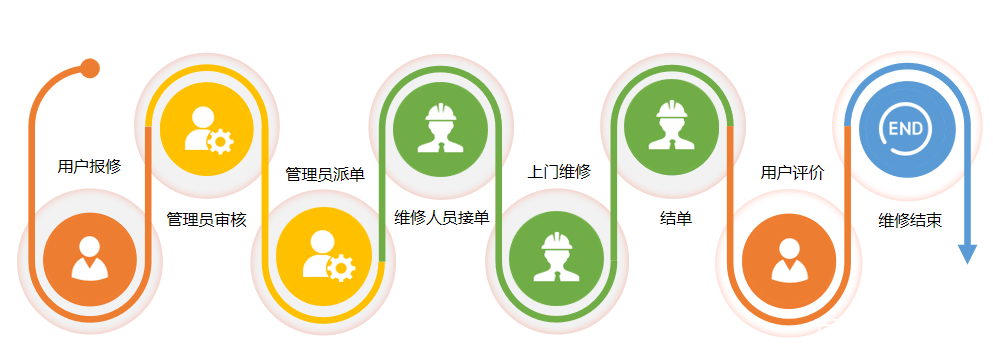 用户报修
管理员审核
管理员派单
维修人员接单
上门维修
结单
用户评价
END
维修结束